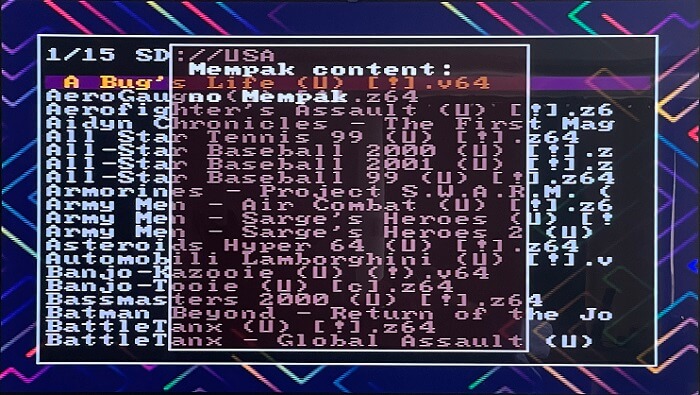 1/15 SD://USA
Mempak content:
A Bug's Life (U) [!].v64
AeroGauge (U) [!].z64
no Mempak
Aerofighter's Assault (U) [!].z6
Aidyn Chronicles - The First Mag
All Star Tennis 99 (U) [!].z64
All-Star Baseball 2000 (U) [!].z
All-Star Baseball 2001 (U) [!].z
All-Star Baseball 99 (U) [!].z64
Armorines - Project S.W.A.R.M. (
Army Men - Air Combat (U) [!].z6
Army Men - Sarge's Heroes (U) [!
Army Men - Sarge's Heroes 2 (U)
Asteroids Hyper 64 (U) [!].z64
Automobili Lamborghini (U) [!].v
Banjo-Kazooie (U) (!).v64
Banjo-Tooie (U) [c].z64
Bassmasters 2000 (U) [!].z64
Batman Beyond - Return of the Jo
BattleTanx (U) [!].z64
BattleTanx - Global Assault (U)